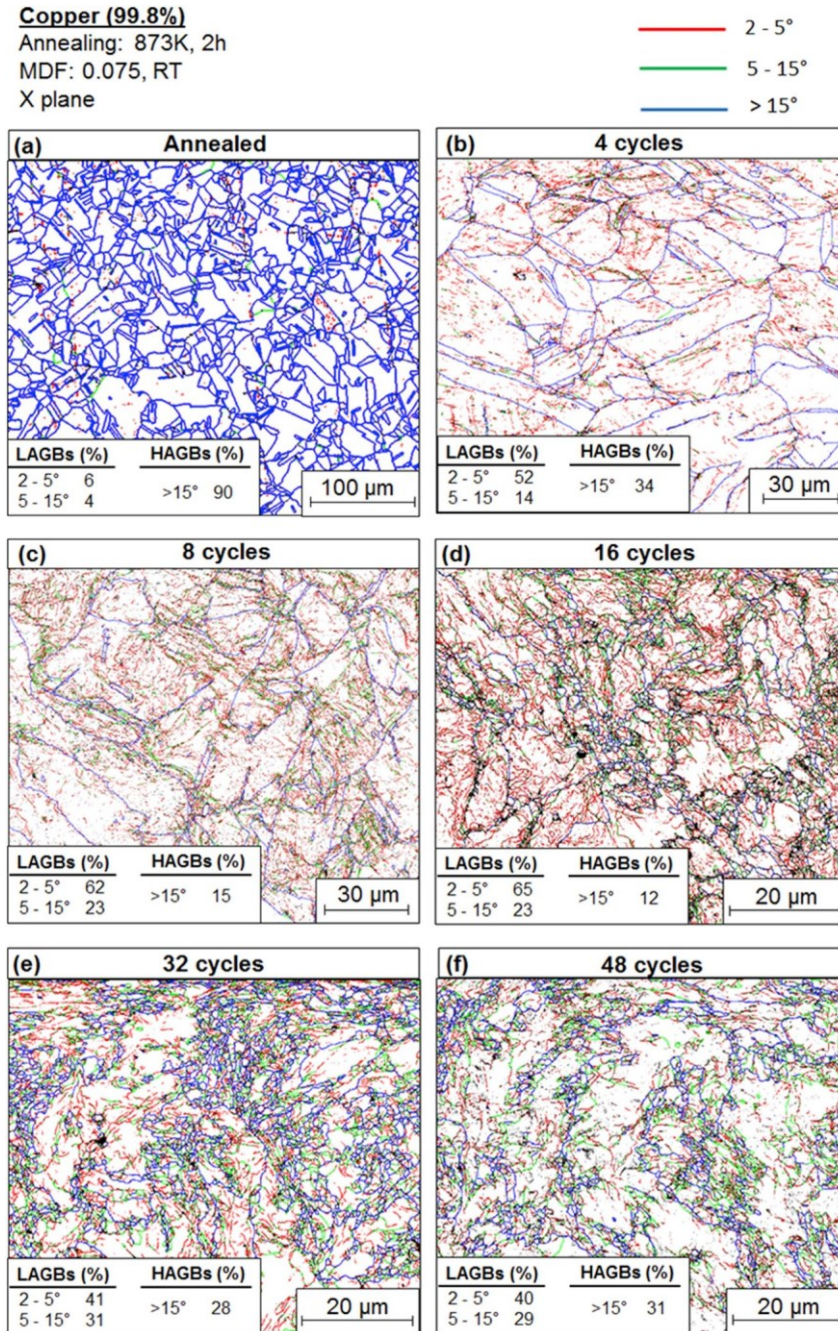 Copper (99.8%)
Annealing: 873K, 2h
MDF: 0.075, RT
X plane
2 - 5°
5 - 15°
> 15°
(a) Annealed
LAGBs (%) HAGBs (%)
2 - 5° 6
5 - 15° 4
>15° 90
100 µm
(b) 4 cycles
LAGBs (%) HAGBs (%)
2 - 5° 52
5 - 15° 14
>15° 34
30 µm
(c) 8 cycles
LAGBs (%) HAGBs (%)
2 - 5° 62
5 - 15° 23
>15° 15
30 µm
(d) 16 cycles
LAGBs (%) HAGBs (%)
2 - 5° 65
5 - 15° 23
>15° 12
20 µm
(e) 32 cycles
LAGBs (%) HAGBs (%)
2 - 5° 41
5 - 15° 31
>15° 28
20 µm
(f) 48 cycles
LAGBs (%) HAGBs (%)
2 - 5° 40
5 - 15° 29
>15° 31
20 µm